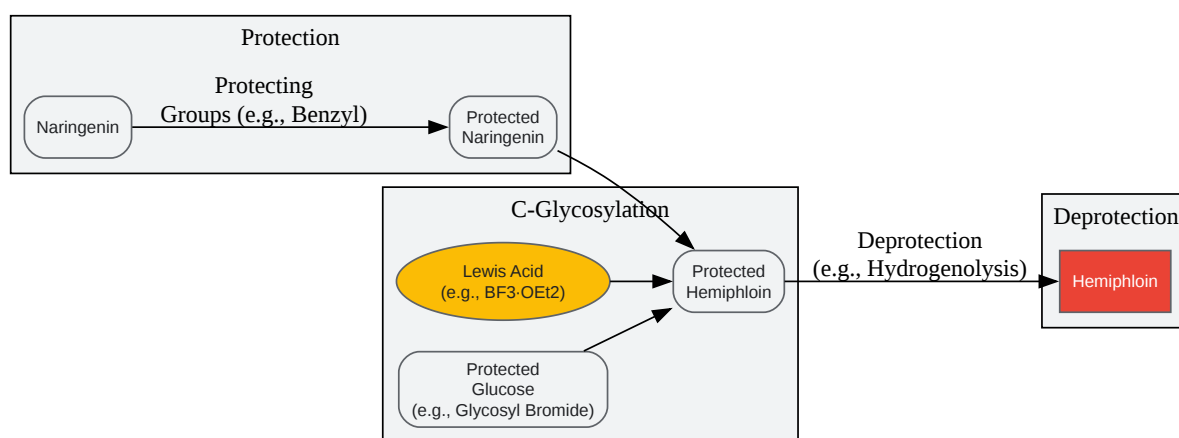 Protection
Protecting
Groups (e.g., Benzyl)
Naringenin
Protected
Naringenin
C-Glycosylation
Lewis Acid
(e.g., BF3·OEt2)
Protected
Hemiphloin
Protected
Glucose
(e.g., Glycosyl Bromide)
Deprotection
(e.g., Hydrogenolysis)
Deprotection
Hemiphloin